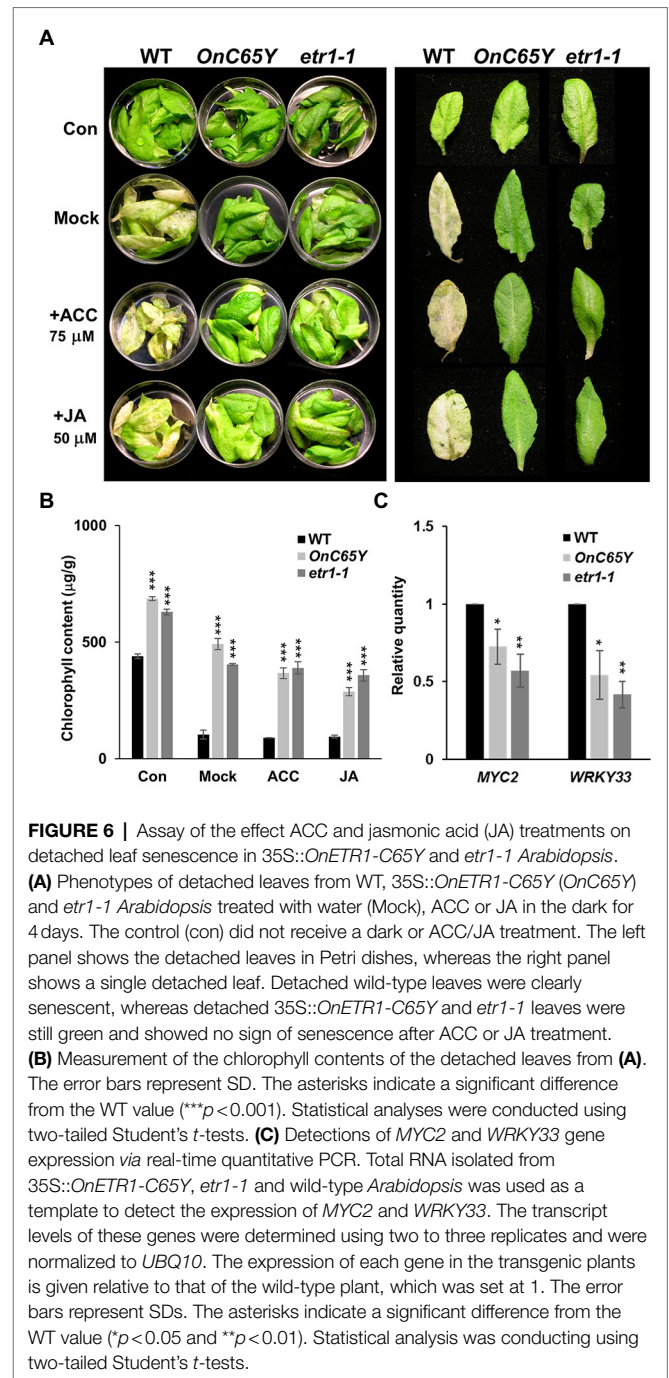 A
WT OnC65Y etr1-1 WT OnC65Y etr1-1
Con
Mock
+ACC
75 µM
+JA
50 µM
B
C
1000
500
0
Chlorophyll content (µg/g)
WT
OnC65Y
etr1-1
*** ***
*** ***
*** ***
*** ***
Con Mock ACC JA
1.5
1
0.5
0
Relative quantity
WT
OnC65Y
etr1-1
* **
* **
MYC2 WRKY33
FIGURE 6 | Assay of the effect ACC and jasmonic acid (JA) treatments on
detached leaf senescence in 35S::OnETR1-C65Y and etr1-1 Arabidopsis.
(A) Phenotypes of detached leaves from WT, 35S::OnETR1-C65Y (OnC65Y)
and etr1-1 Arabidopsis treated with water (Mock), ACC or JA in the dark for
4 days. The control (con) did not receive a dark or ACC/JA treatment. The left
panel shows the detached leaves in Petri dishes, whereas the right panel
shows a single detached leaf. Detached wild-type leaves were clearly
senescent, whereas detached 35S::OnETR1-C65Y and etr1-1 leaves were
still green and showed no sign of senescence after ACC or JA treatment.
(B) Measurement of the chlorophyll contents of the detached leaves from (A).
The error bars represent SD. The asterisks indicate a significant difference
from the WT value (***p < 0.001). Statistical analyses were conducted using
two-tailed Student's t-tests. (C) Detections of MYC2 and WRKY33 gene
expression via real-time quantitative PCR. Total RNA isolated from
35S::OnETR1-C65Y, etr1-1 and wild-type Arabidopsis was used as a
template to detect the expression of MYC2 and WRKY33. The transcript
levels of these genes were determined using two to three replicates and were
normalized to UBQ10. The expression of each gene in the transgenic plants
is given relative to that of the wild-type plant, which was set at 1. The error
bars represent SDs. The asterisks indicate a significant difference from the
WT value (*p < 0.05 and **p < 0.01). Statistical analysis was conducting using
two-tailed Student's t-tests.